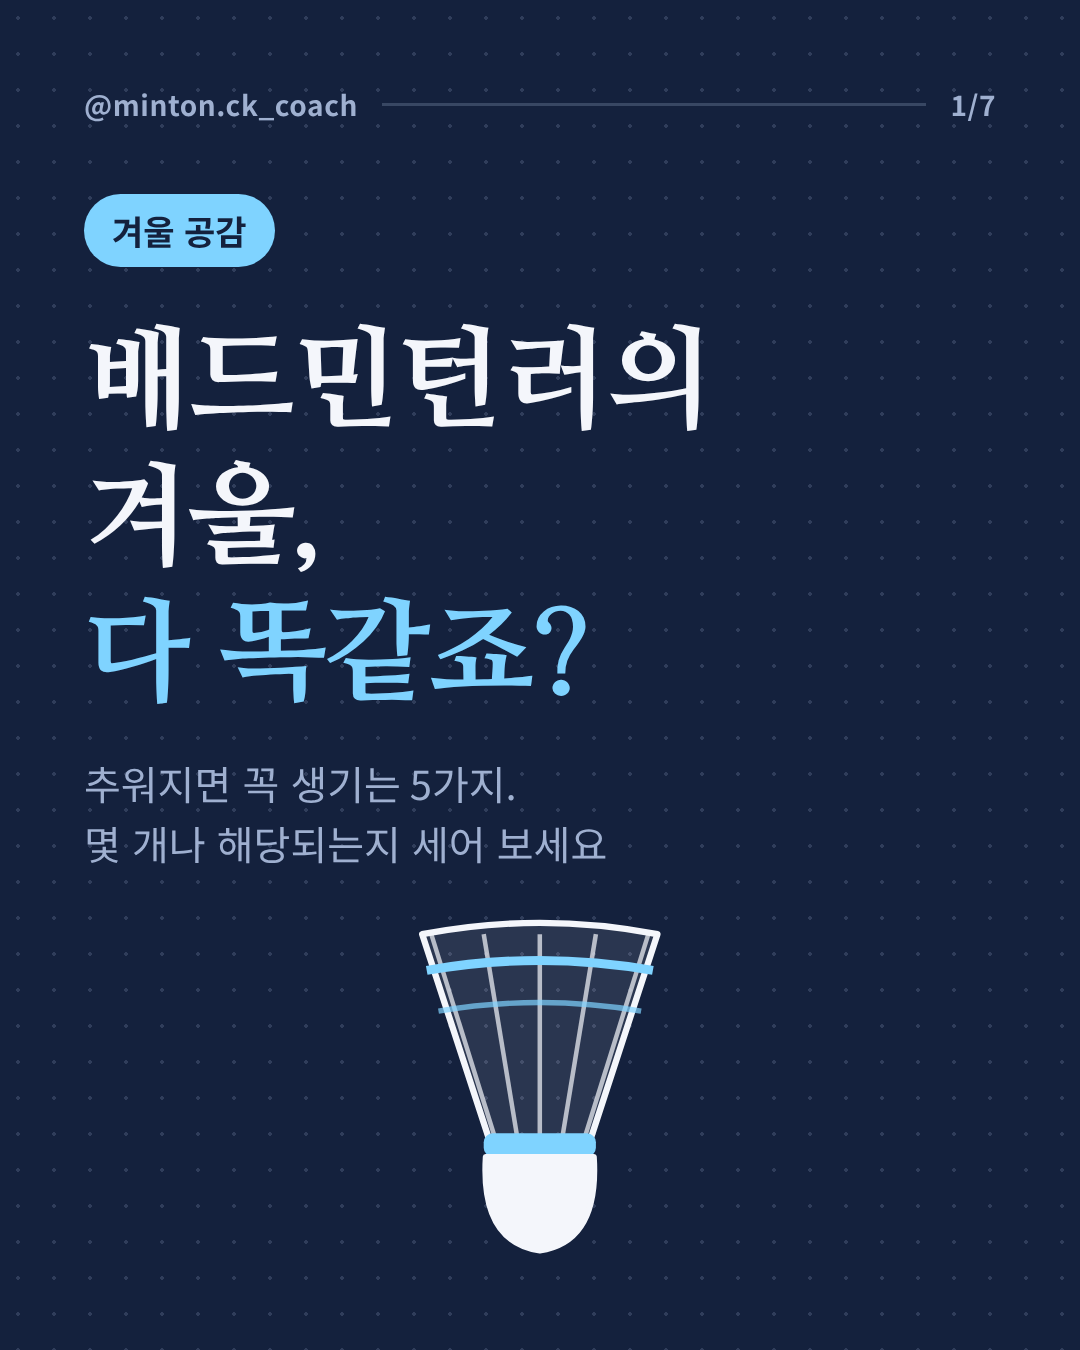 @minton.ck_coach 1/7
겨울 공감
배드민턴러의
겨울,
다 똑같죠?
추워지면 꼭 생기는 5가지.
몇 개나 해당되는지 세어 보세요